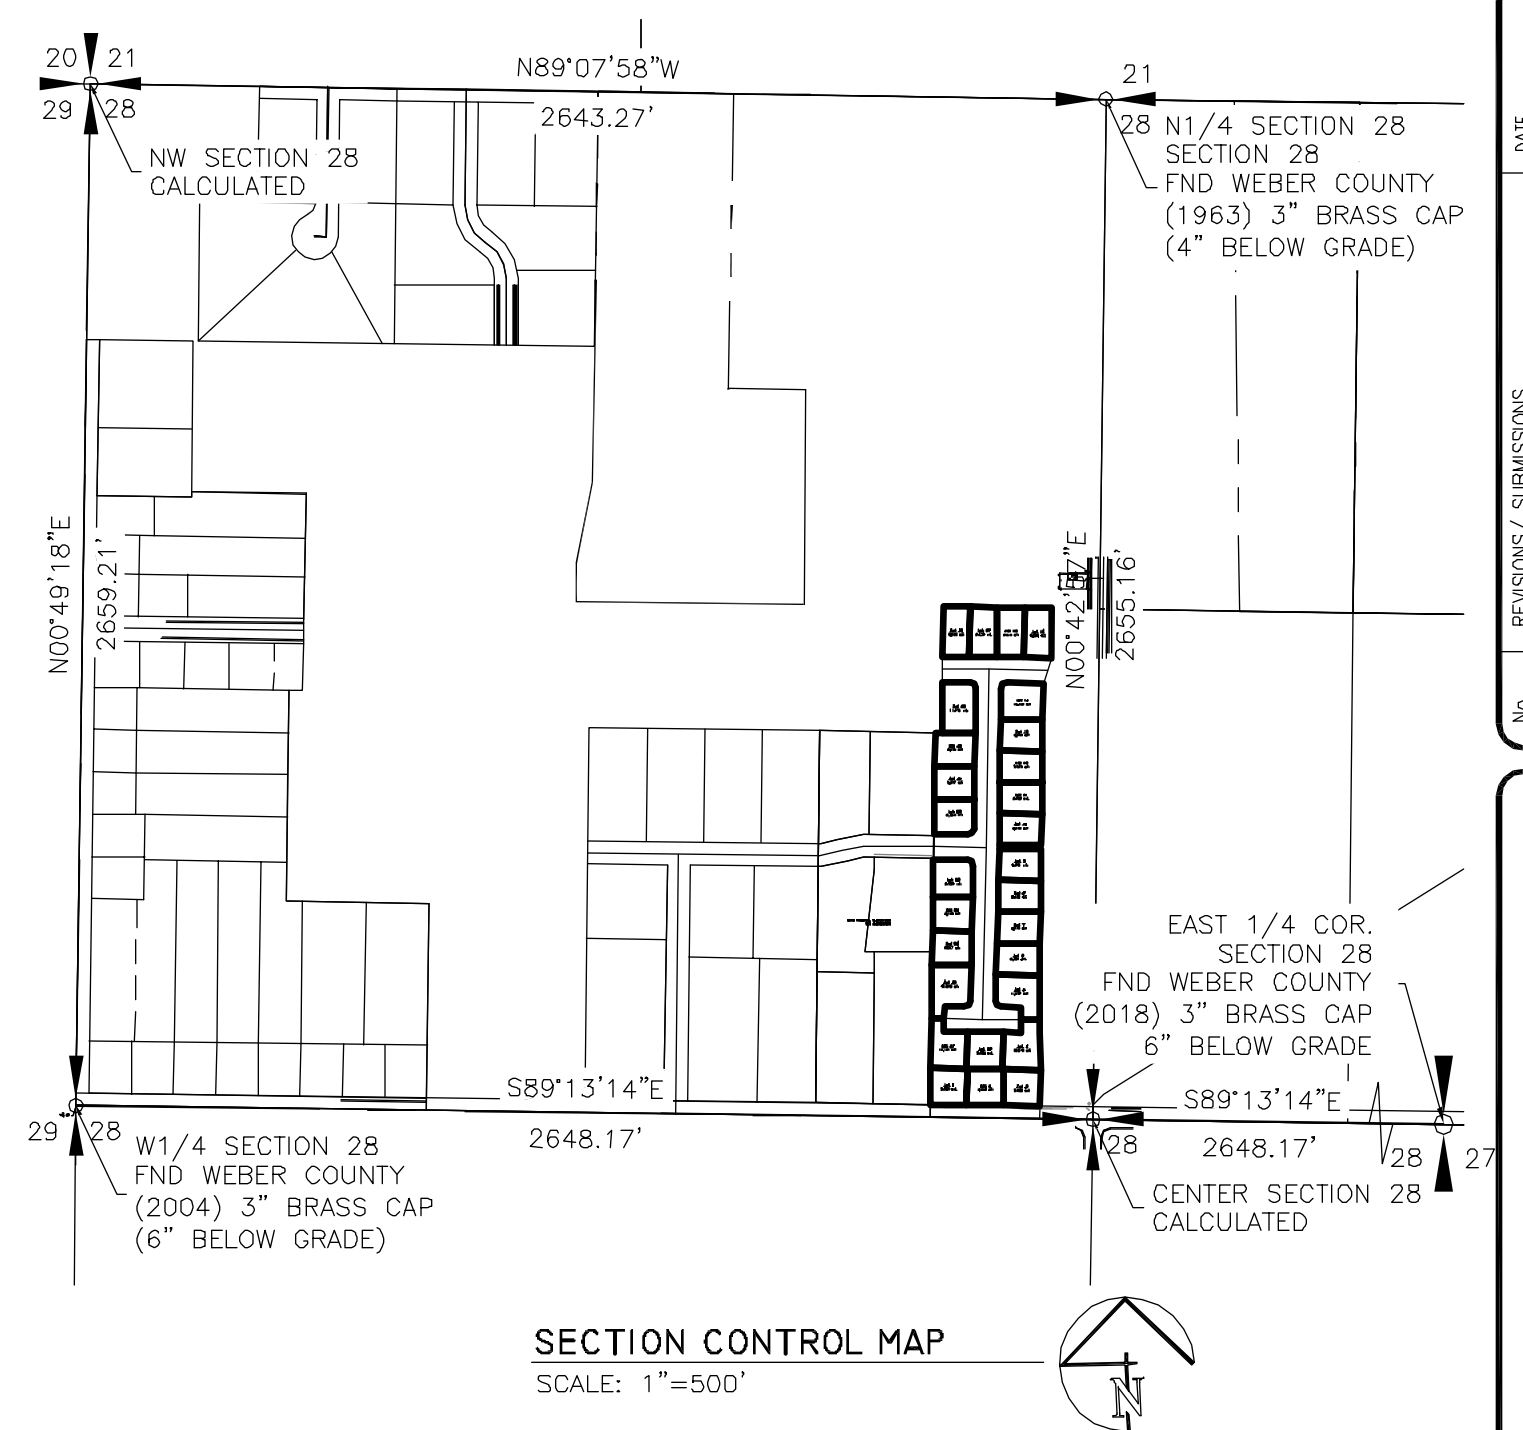 20 21
29 28
NW SECTION 28
CALCULATED
N89°07'58"W
2643.27'
21
28
N1/4 SECTION 28
SECTION 28
FND WEBER COUNTY
(1963) 3" BRASS CAP
(4" BELOW GRADE)
DATE
REVISIONS/ SUBMISSIONS
No.
N00°49'18"E
2659.21'
N00°42'57"E
2655.16'
EAST 1/4 COR.
SECTION 28
FND WEBER COUNTY
(2018) 3" BRASS CAP
6" BELOW GRADE
S89°13'14"E
2648.17'
S89°13'14"E
2648.17'
29 28
W1/4 SECTION 28
FND WEBER COUNTY
(2004) 3" BRASS CAP
(6" BELOW GRADE)
28
28 27
CENTER SECTION 28
CALCULATED
SECTION CONTROL MAP
SCALE: 1"=500'
N